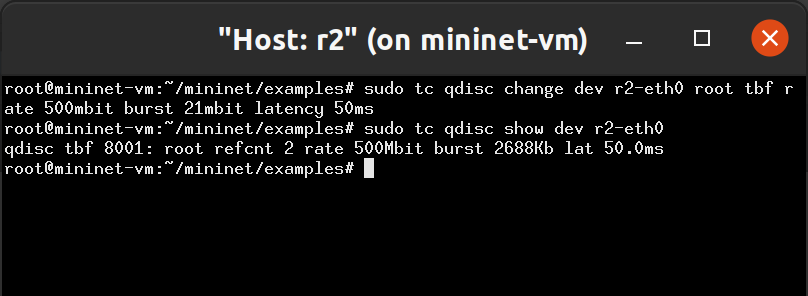 "Host: r2" (on mininet-vm)
root@mininet-vm:~/mininet/examples# sudo tc qdisc change dev r2-eth0 root tbf r
ate 500mbit burst 21mbit latency 50ms
root@mininet-vm:~/mininet/examples# sudo tc qdisc show dev r2-eth0
qdisc tbf 8001: root refcnt 2 rate 500Mbit burst 2688Kb lat 50.0ms
root@mininet-vm:~/mininet/examples#